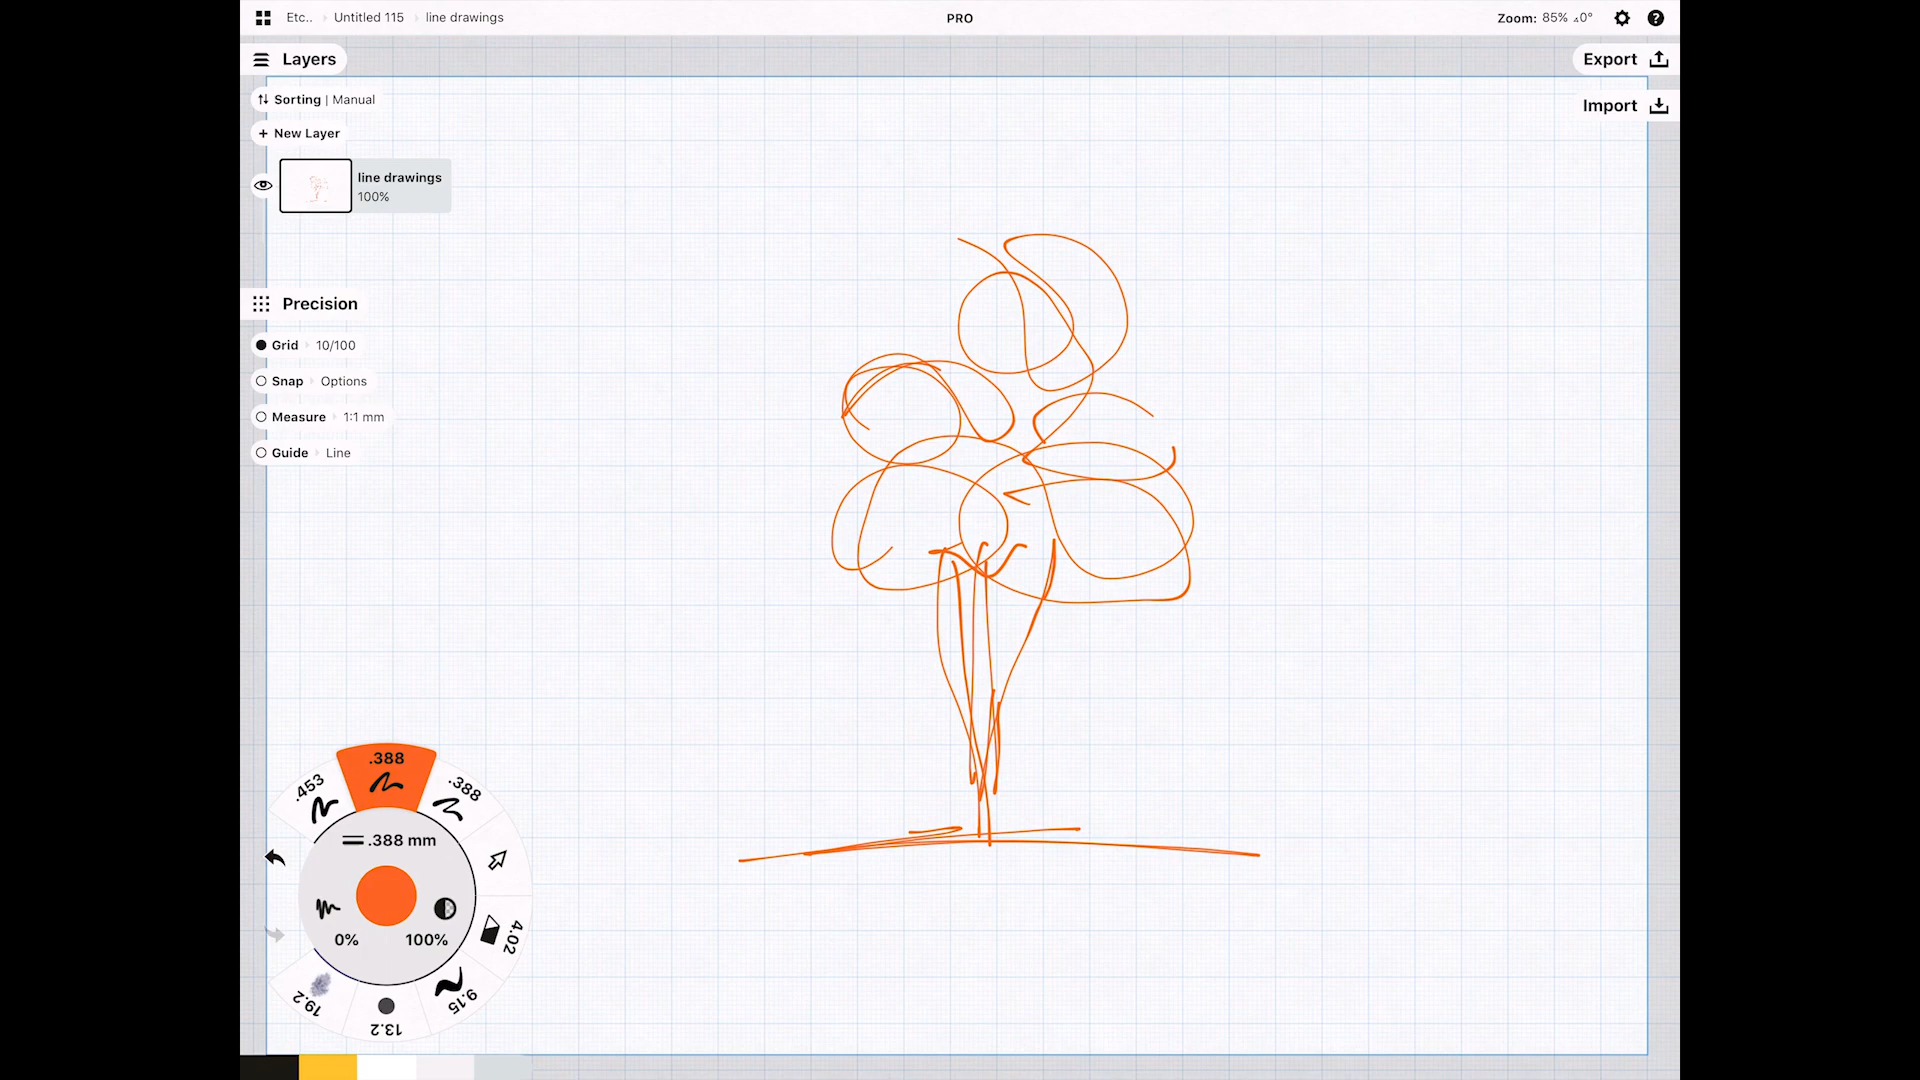 Etc.. Untitled 115 line drawings
PRO
Zoom: 85% ⊿0°
Layers
Export
Sorting | Manual
Import
+ New Layer
line drawings
100%
Precision
Grid 10/100
Snap Options
Measure 1:1 mm
Guide Line
.388
.453
.388
.388 mm
0%
100%
4.02
9.15
13.2
19.2